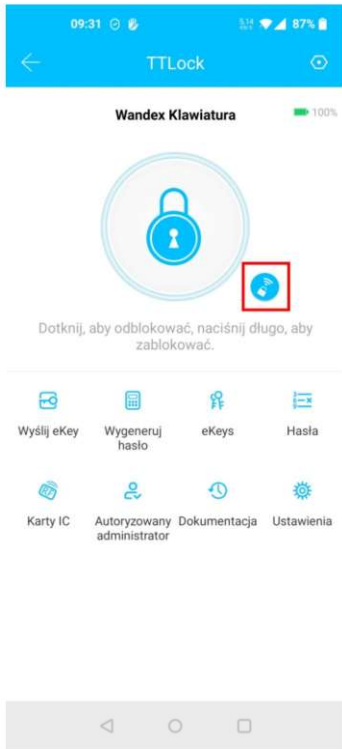 09:31 87%
TTLock
Wandex Klawiatura 100%
Dotknij, aby odblokować, naciśnij długo, aby
zablokować.
Wyślij eKey Wygeneruj hasło eKeys Hasła
Karty IC Autoryzowany administrator Dokumentacja Ustawienia